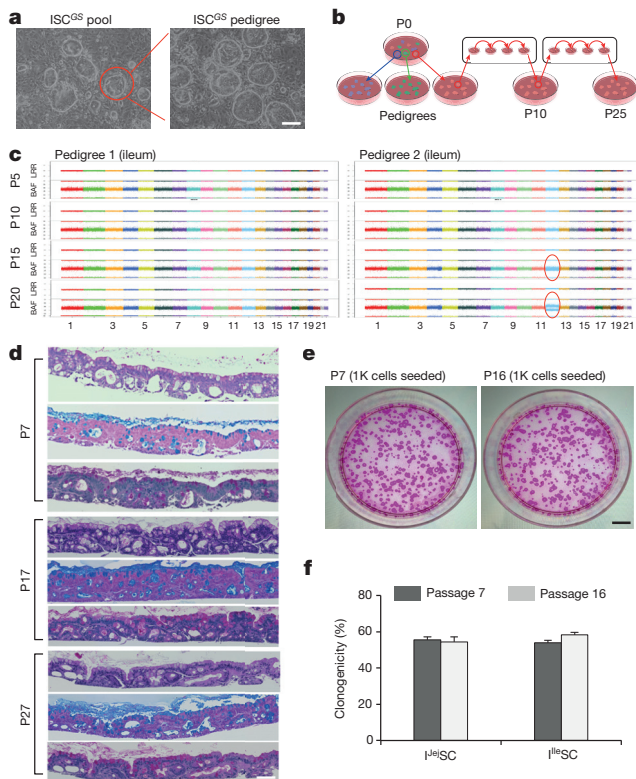 a
ISC^GS pool
ISC^GS pedigree
b
P0
Pedigrees
P10
P25
c
Pedigree 1 (ileum)
Pedigree 2 (ileum)
P5
LRR
BAF
P10
LRR
BAF
P15
LRR
BAF
P20
LRR
BAF
1 3 5 7 9 11 13 15 17 19 21
1 3 5 7 9 11 13 15 17 19 21
d
P7
P17
P27
e
P7 (1K cells seeded)
P16 (1K cells seeded)
f
Passage 7
Passage 16
Clonogenicity (%)
80
60
40
20
0
I^Jej SC
I^Ile SC